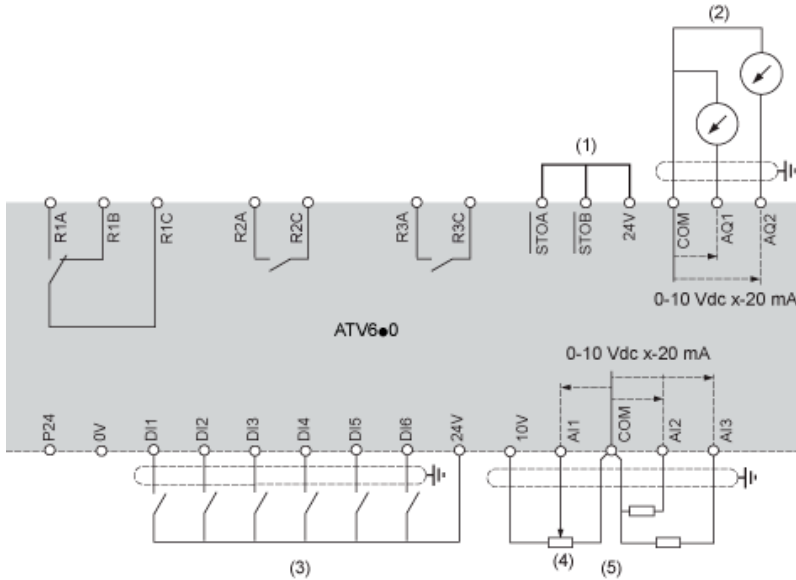 (2)
(1)
R1A R1B R1C R2A R2C R3A R3C STOA STOB 24V COM AQ1 AQ2
0-10 Vdc x-20 mA
ATV6●0
0-10 Vdc x-20 mA
P24 0V DI1 DI2 DI3 DI4 DI5 DI6 24V 10V AI1 COM AI2 AI3
(4)
(3) (5)